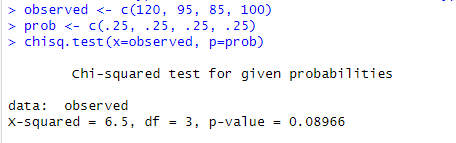 > observed <- c(120, 95, 85, 100)
> prob <- c(.25, .25, .25, .25)
> chisq.test(x=observed, p=prob)
Chi-squared test for given probabilities
data:  observed
X-squared = 6.5, df = 3, p-value = 0.08966